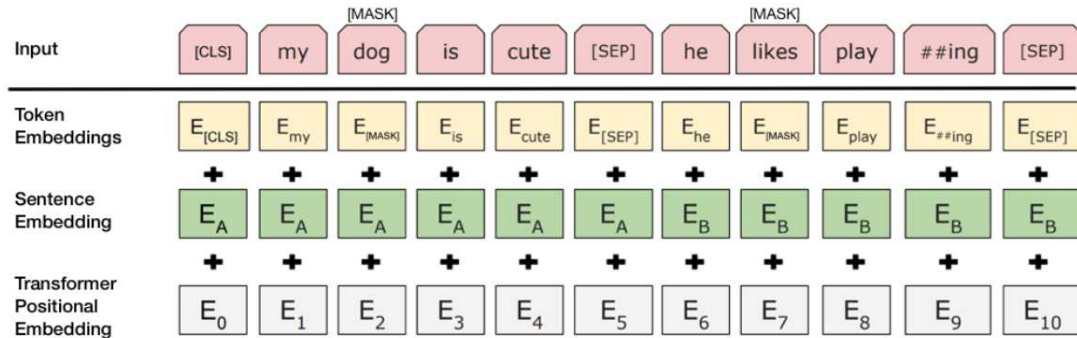 [MASK] [MASK]
Input [CLS] my dog is cute [SEP] he likes play ##ing [SEP]
Token
Embeddings
E[CLS] Emy E[MASK] Eis Ecute E[SEP] Ehe E[MASK] Eplay E##ing E[SEP]
+ + + + + + + + + + +
Sentence
Embedding
EA EA EA EA EA EA EB EB EB EB EB
+ + + + + + + + + + +
Transformer
Positional
Embedding
E0 E1 E2 E3 E4 E5 E6 E7 E8 E9 E10